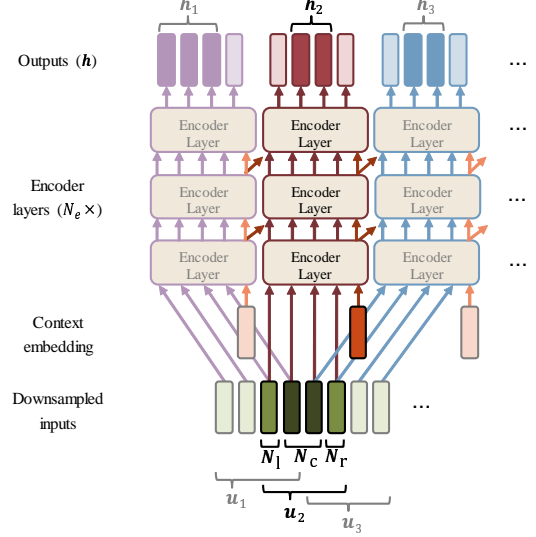 h₁ h₂ h₃
Outputs (h)
...
Encoder Layer Encoder Layer Encoder Layer
...
Encoder layers (Nₑ ×)
Encoder Layer Encoder Layer Encoder Layer
...
Encoder Layer Encoder Layer Encoder Layer
...
Context embedding
Downsampled inputs
...
Nₗ N_c Nᵣ
u₁ u₂ u₃